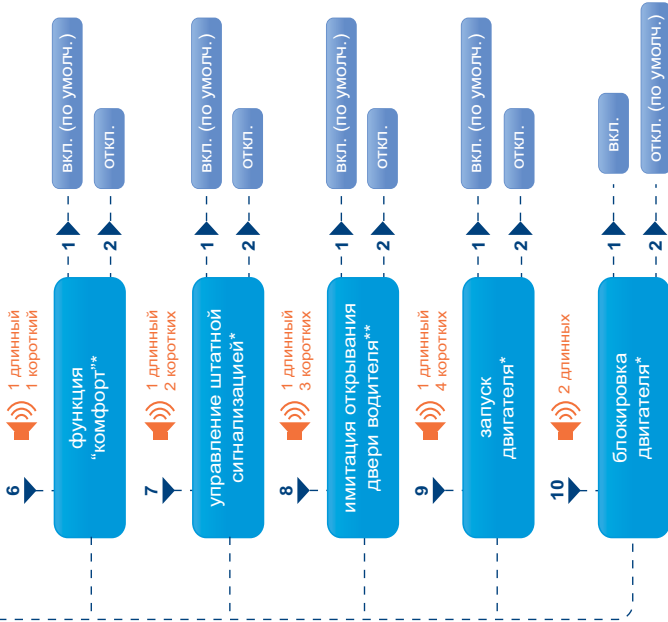 6
1 длинный
1 короткий
функция
“комфорт”*
1
вкл. (по умолч.)
2
откл.
7
1 длинный
2 коротких
управление штатной
сигнализацией*
1
вкл. (по умолч.)
2
откл.
8
1 длинный
3 коротких
имитация открывания
двери водителя**
1
вкл. (по умолч.)
2
откл.
9
1 длинный
4 коротких
запуск
двигателя*
1
вкл. (по умолч.)
2
откл.
10
2 длинных
блокировка
двигателя*
1
вкл.
2
откл. (по умолч.)